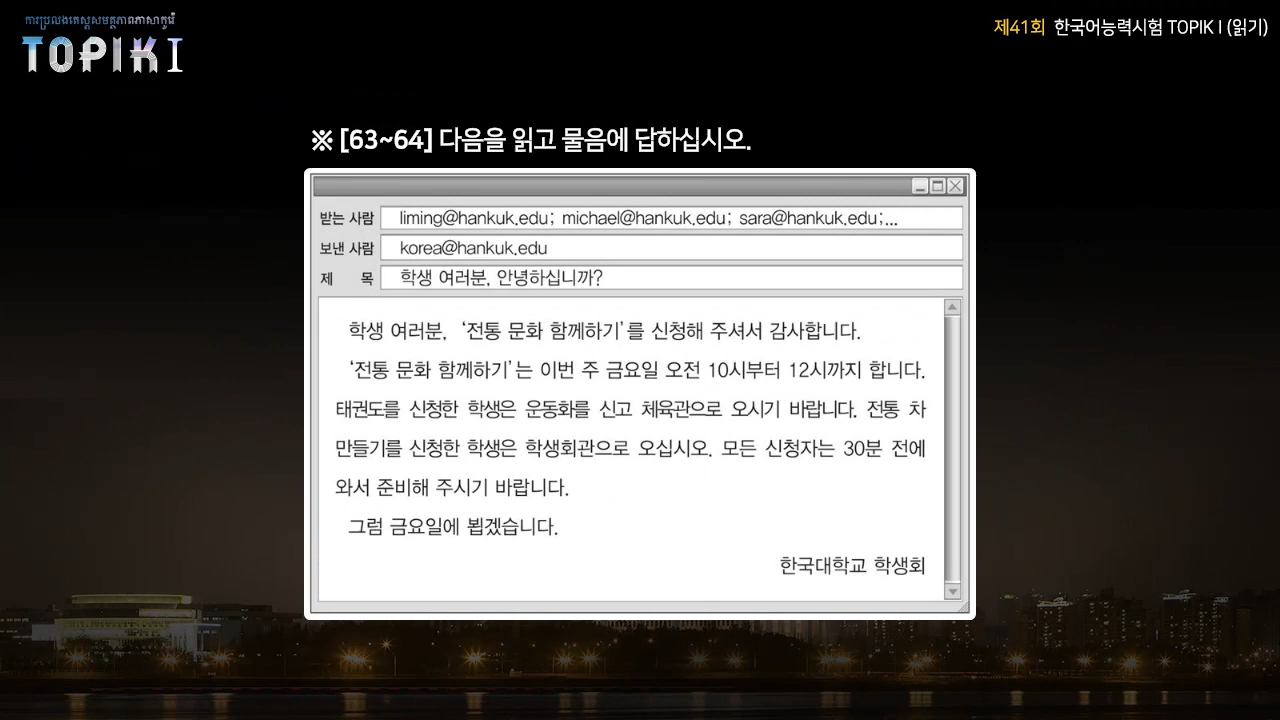 ការប្រលងតេស្តសមត្ថភាពភាសាកូរ៉េ
TOPIK I
제41회 한국어능력시험 TOPIK I (읽기)
※ [63~64] 다음을 읽고 물음에 답하십시오.
받는 사람 liming@hankuk.edu; michael@hankuk.edu; sara@hankuk.edu;...
보낸 사람 korea@hankuk.edu
제 목 학생 여러분, 안녕하십니까?
학생 여러분, ‘전통 문화 함께하기’를 신청해 주셔서 감사합니다.
‘전통 문화 함께하기’는 이번 주 금요일 오전 10시부터 12시까지 합니다.
태권도를 신청한 학생은 운동화를 신고 체육관으로 오시기 바랍니다. 전통 차
만들기를 신청한 학생은 학생회관으로 오십시오. 모든 신청자는 30분 전에
와서 준비해 주시기 바랍니다.
그럼 금요일에 뵙겠습니다.
한국대학교 학생회